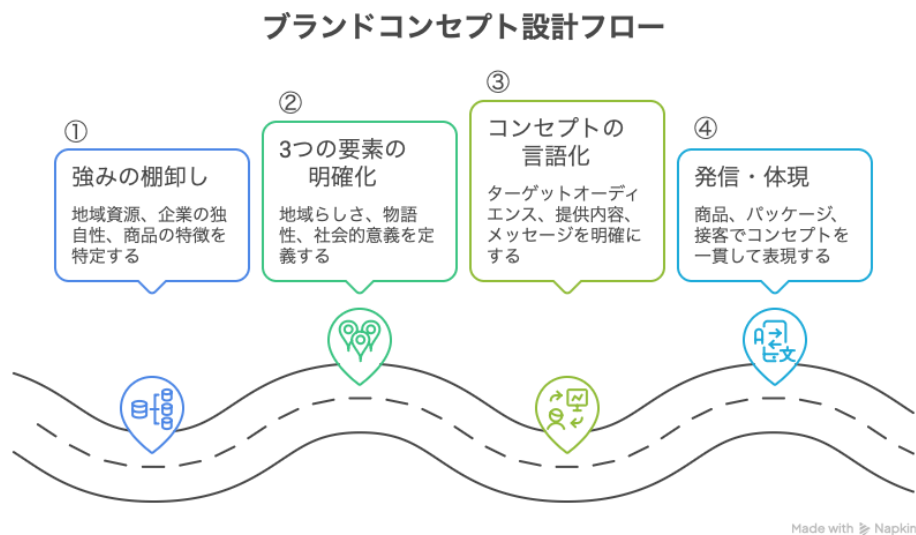 ブランドコンセプト設計フロー
①
強みの棚卸し
地域資源、企業の独
自性、商品の特徴を
特定する
②
3つの要素の
明確化
地域らしさ、物語
性、社会的意義を定
義する
③
コンセプトの
言語化
ターゲットオーディ
エンス、提供内容、
メッセージを明確に
する
④
発信・体現
商品、パッケージ、
接客でコンセプトを
一貫して表現する
A
文
Made with Napkin